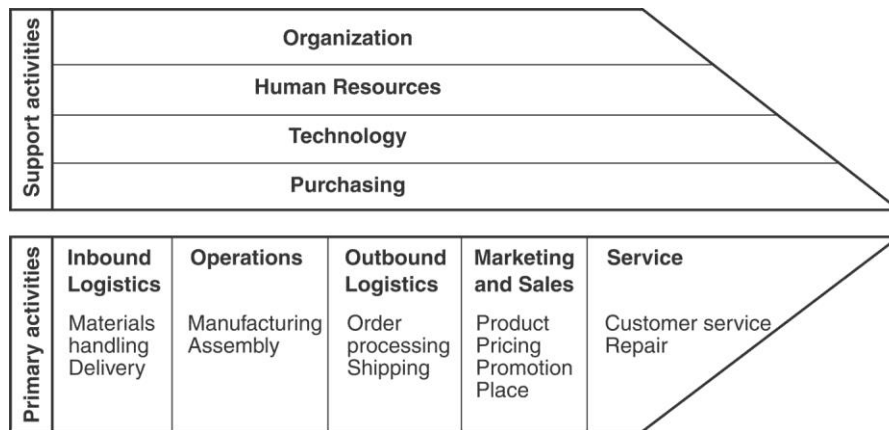 Support activities
Organization
Human Resources
Technology
Purchasing
Primary activities
Inbound
Logistics
Materials
handling
Delivery
Operations
Manufacturing
Assembly
Outbound
Logistics
Order
processing
Shipping
Marketing
and Sales
Product
Pricing
Promotion
Place
Service
Customer service
Repair